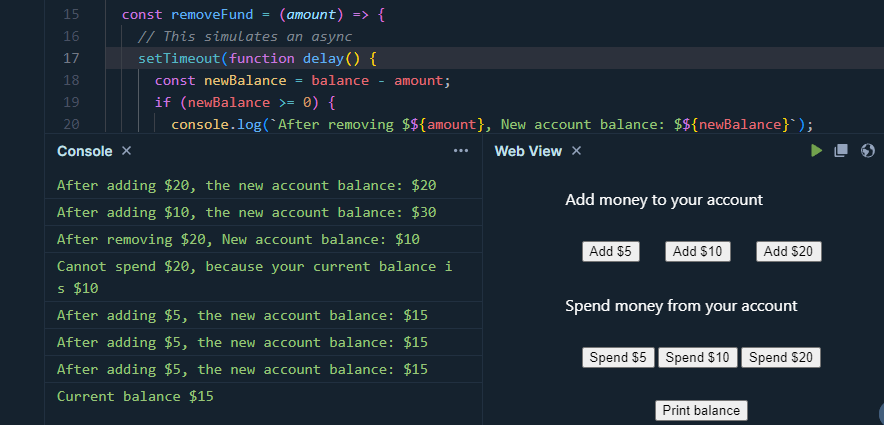 15 const removeFund = (amount) => {
16 // This simulates an async
17 setTimeout(function delay() {
18 const newBalance = balance - amount;
19 if (newBalance >= 0) {
20 console.log(`After removing $${amount}, New account balance: $${newBalance}`);
Console ×
After adding $20, the new account balance: $20
After adding $10, the new account balance: $30
After removing $20, New account balance: $10
Cannot spend $20, because your current balance i
s $10
After adding $5, the new account balance: $15
After adding $5, the new account balance: $15
After adding $5, the new account balance: $15
Current balance $15
Web View ×
Add money to your account
Add $5 Add $10 Add $20
Spend money from your account
Spend $5 Spend $10 Spend $20
Print balance